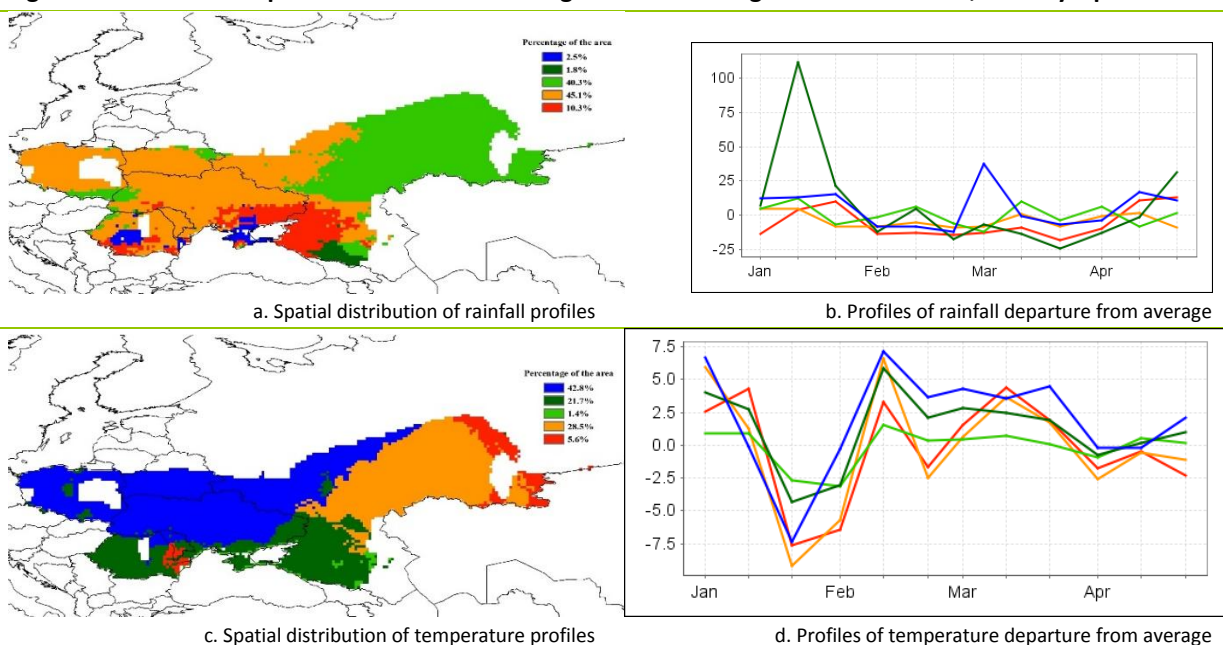 Percentage of the area
2.5%
1.8%
40.3%
45.1%
10.3%
100
75
50
25
0
-25
Jan
Feb
Mar
Apr
a. Spatial distribution of rainfall profiles
b. Profiles of rainfall departure from average
Percentage of the area
42.8%
21.7%
1.4%
28.5%
5.6%
7.5
5.0
2.5
0.0
-2.5
-5.0
-7.5
Jan
Feb
Mar
Apr
c. Spatial distribution of temperature profiles
d. Profiles of temperature departure from average